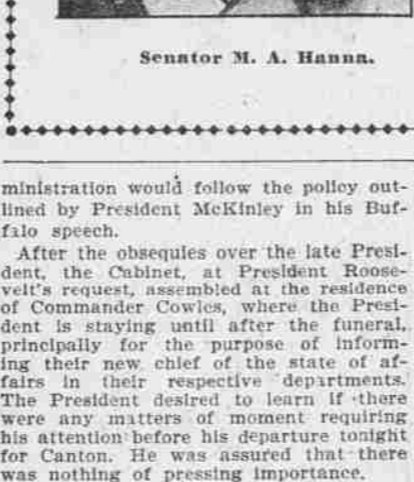 Senator M. A. Hanna.
ministration would follow the policy out-
lined by President McKinley in his Buf-
falo speech.
After the obsequies over the late Presi-
dent, the Cabinet, at President Roose-
velt's request, assembled at the residence
of Commander Cowles, where the Presi-
dent is staying until after the funeral,
principally for the purpose of inform-
ing their new chief of the state of af-
fairs in their respective departments.
The President desired to learn if there
were any matters of moment requiring
his attention before his departure tonight
for Canton. He was assured that there
was nothing of pressing importance.